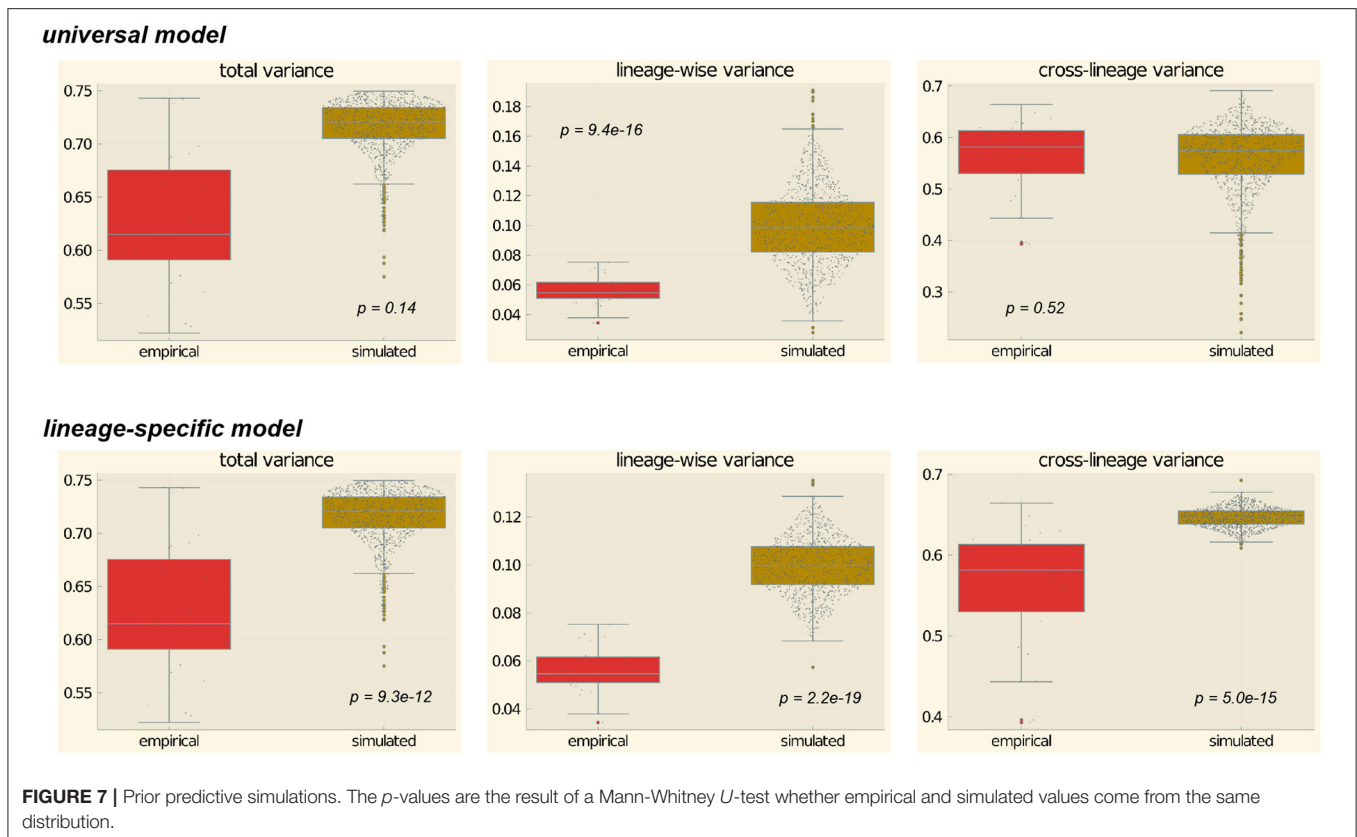 universal model
total variance
lineage-wise variance
cross-lineage variance
0.75
0.70
0.65
0.60
0.55
p = 0.14
empirical
simulated
0.18
0.16
0.14
0.12
0.10
0.08
0.06
0.04
p = 9.4e-16
empirical
simulated
0.7
0.6
0.5
0.4
0.3
p = 0.52
empirical
simulated
lineage-specific model
total variance
lineage-wise variance
cross-lineage variance
0.75
0.70
0.65
0.60
0.55
p = 9.3e-12
empirical
simulated
0.12
0.10
0.08
0.06
0.04
p = 2.2e-19
empirical
simulated
0.7
0.6
0.5
0.4
p = 5.0e-15
empirical
simulated
FIGURE 7 | Prior predictive simulations. The p-values are the result of a Mann-Whitney U-test whether empirical and simulated values come from the same
distribution.